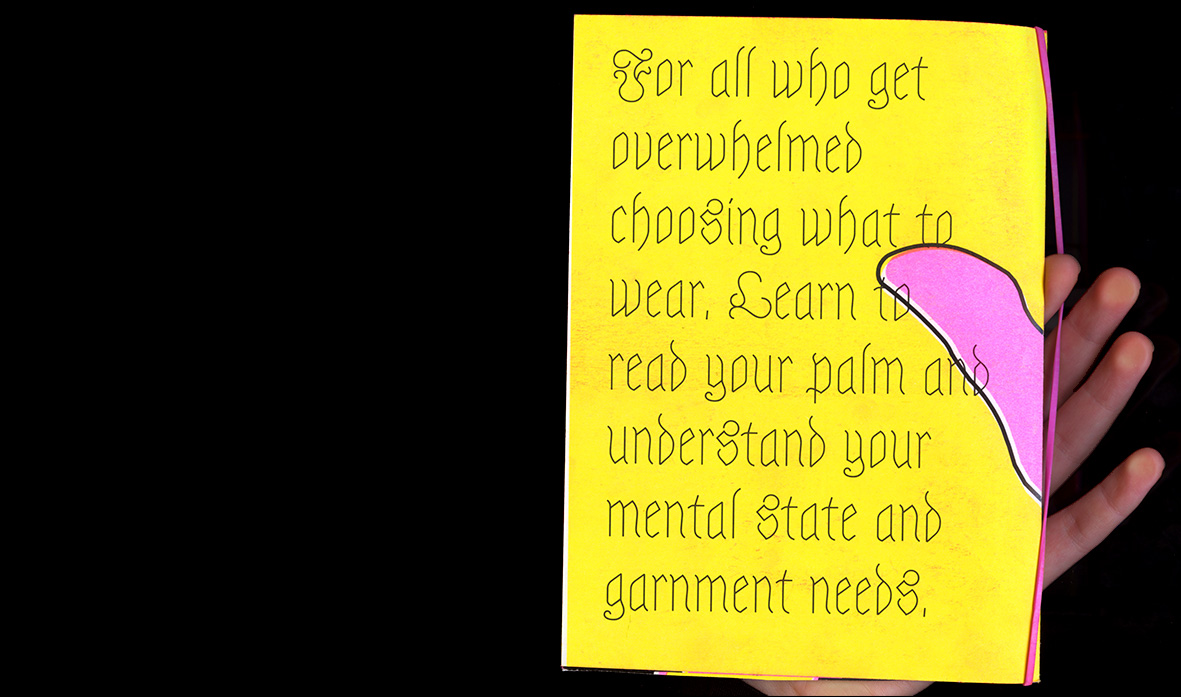 For all who get
overwhelmed
choosing what to
wear. Learn to
read your palm and
understand your
mental state and
garnment needs.